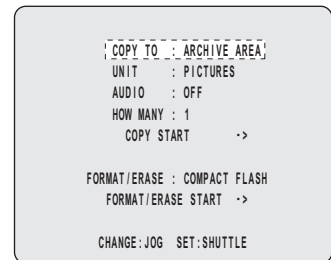 COPY TO : ARCHIVE AREA
UNIT : PICTURES
AUDIO : OFF
HOW MANY : 1
COPY START ->
FORMAT/ERASE : COMPACT FLASH
FORMAT/ERASE START ->
CHANGE:JOG SET:SHUTTLE